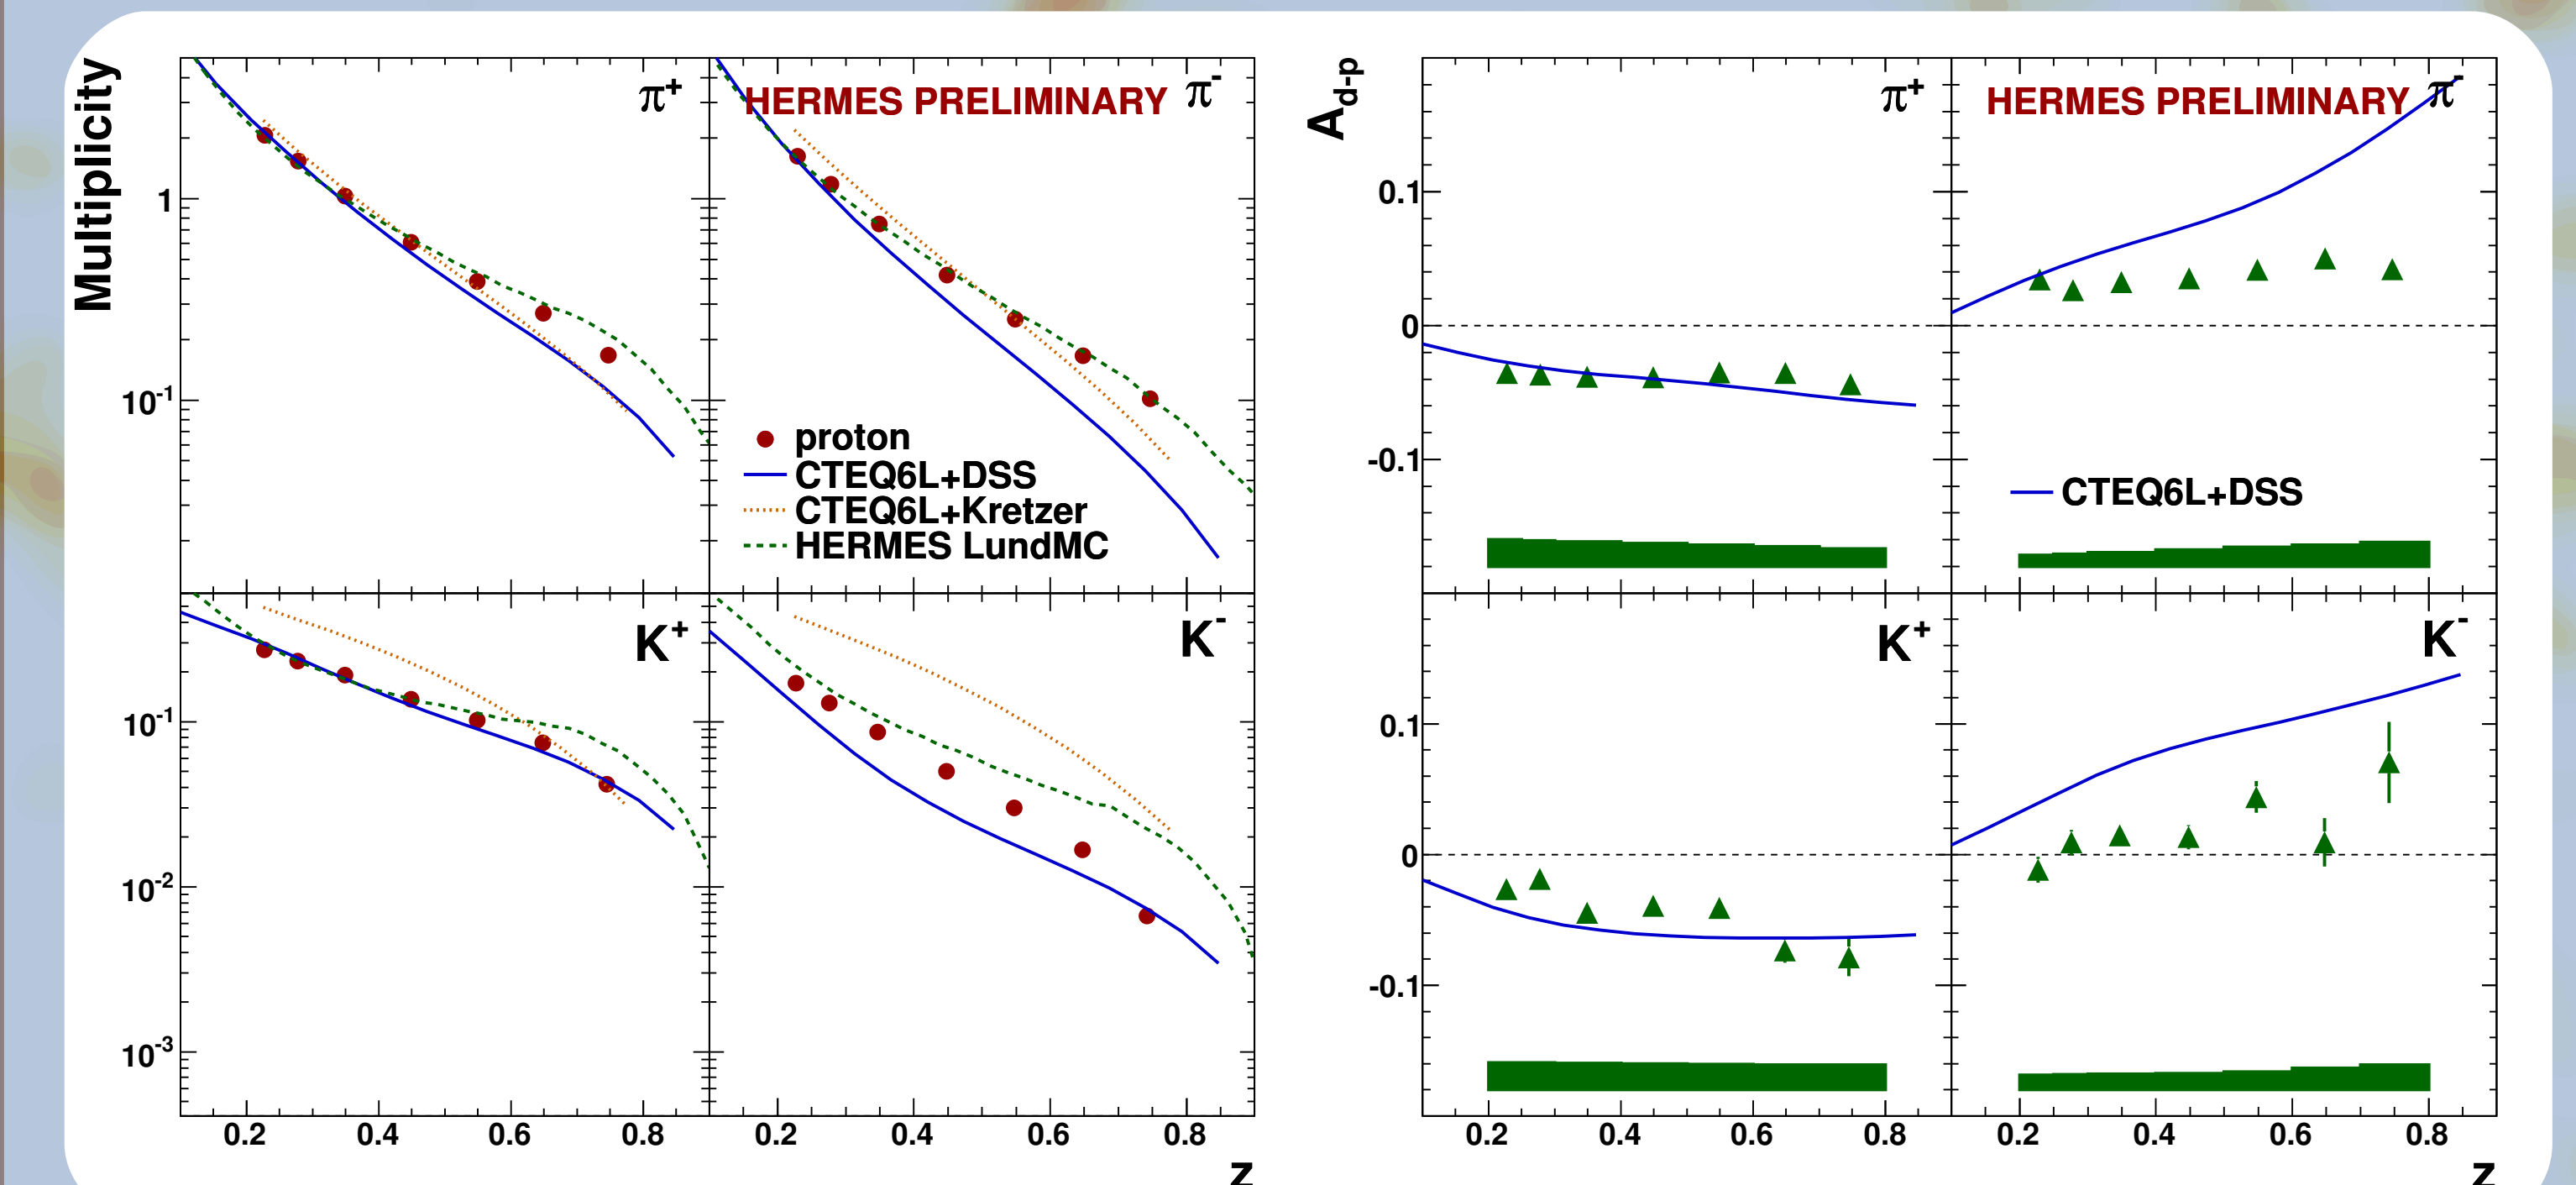 Multiplicity
π+
HERMES PRELIMINARY π-
1
10-1
proton
CTEQ6L+DSS
CTEQ6L+Kretzer
HERMES LundMC
K+
K-
10-1
10-2
10-3
0.2 0.4 0.6 0.8 0.2 0.4 0.6 0.8
z
Ad-p
π+
HERMES PRELIMINARY π-
0.1
0
-0.1
CTEQ6L+DSS
K+
K-
0.1
0
-0.1
0.2 0.4 0.6 0.8 0.2 0.4 0.6 0.8
z